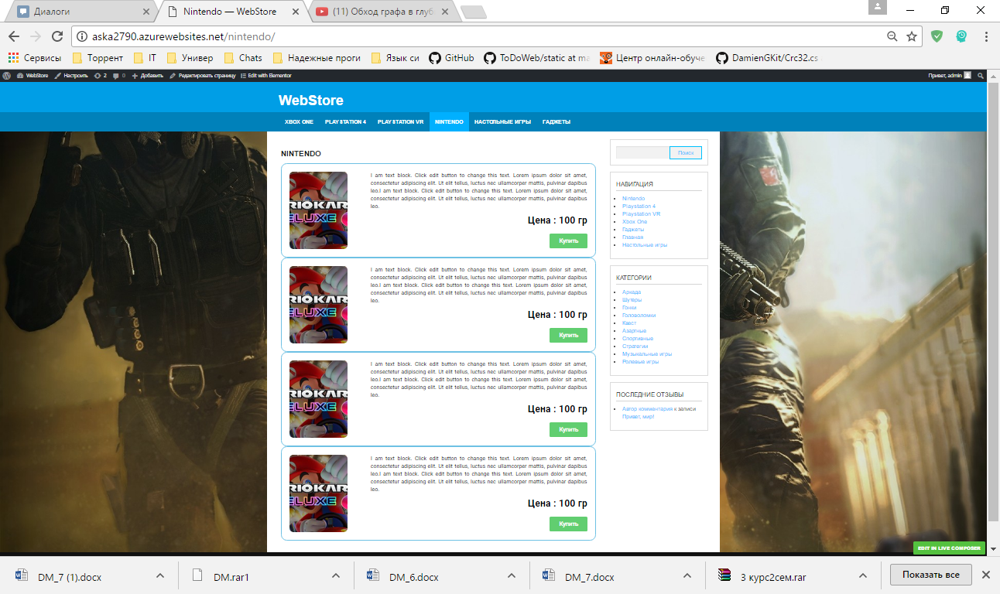 Диалоги
Nintendo — WebStore
(11) Обход графа в глуб
aska2790.azurewebsites.net/nintendo/
Сервисы Торрент IT Универ Chats Надежные проги Язык си GitHub ToDoWeb/static at ma Центр онлайн-обуче DamienGKit/Crc32.cs
WebStore Настроить 2 0 Добавить Редактировать страницу Edit with Elementor Привет, admin
WebStore
XBOX ONE PLAYSTATION 4 PLAYSTATION VR NINTENDO НАСТОЛЬНЫЕ ИГРЫ ГАДЖЕТЫ
NINTENDO
RIOKAR
ELUXE
I am text block. Click edit button to change this text. Lorem ipsum dolor sit amet,
consectetur adipiscing elit. Ut elit tellus, luctus nec ullamcorper mattis, pulvinar dapibus
leo.I am text block. Click edit button to change this text. Lorem ipsum dolor sit amet,
consectetur adipiscing elit. Ut elit tellus, luctus nec ullamcorper mattis, pulvinar dapibus
leo.
Цена : 100 гр
Купить
RIOKAR
ELUXE
I am text block. Click edit button to change this text. Lorem ipsum dolor sit amet,
consectetur adipiscing elit. Ut elit tellus, luctus nec ullamcorper mattis, pulvinar dapibus
leo.I am text block. Click edit button to change this text. Lorem ipsum dolor sit amet,
consectetur adipiscing elit. Ut elit tellus, luctus nec ullamcorper mattis, pulvinar dapibus
leo.
Цена : 100 гр
Купить
RIOKAR
ELUXE
I am text block. Click edit button to change this text. Lorem ipsum dolor sit amet,
consectetur adipiscing elit. Ut elit tellus, luctus nec ullamcorper mattis, pulvinar dapibus
leo.I am text block. Click edit button to change this text. Lorem ipsum dolor sit amet,
consectetur adipiscing elit. Ut elit tellus, luctus nec ullamcorper mattis, pulvinar dapibus
leo.
Цена : 100 гр
Купить
RIOKAR
ELUXE
I am text block. Click edit button to change this text. Lorem ipsum dolor sit amet,
consectetur adipiscing elit. Ut elit tellus, luctus nec ullamcorper mattis, pulvinar dapibus
leo.I am text block. Click edit button to change this text. Lorem ipsum dolor sit amet,
consectetur adipiscing elit. Ut elit tellus, luctus nec ullamcorper mattis, pulvinar dapibus
leo.
Цена : 100 гр
Купить
Поиск
НАВИГАЦИЯ
Nintendo
Playstation 4
Playstation VR
Xbox One
Гаджеты
Главная
Настольные игры
КАТЕГОРИИ
Аркада
Шутеры
Гонки
Головоломки
Квест
Азартные
Спортивные
Стратегии
Музыкальные игры
Ролевые игры
ПОСЛЕДНИЕ ОТЗЫВЫ
Автор комментария к записи
Привет, мир!
EDIT IN LIVE COMPOSER
DM_7 (1).docx DM.rar1 DM_6.docx DM_7.docx 3 курс2сем.rar Показать все